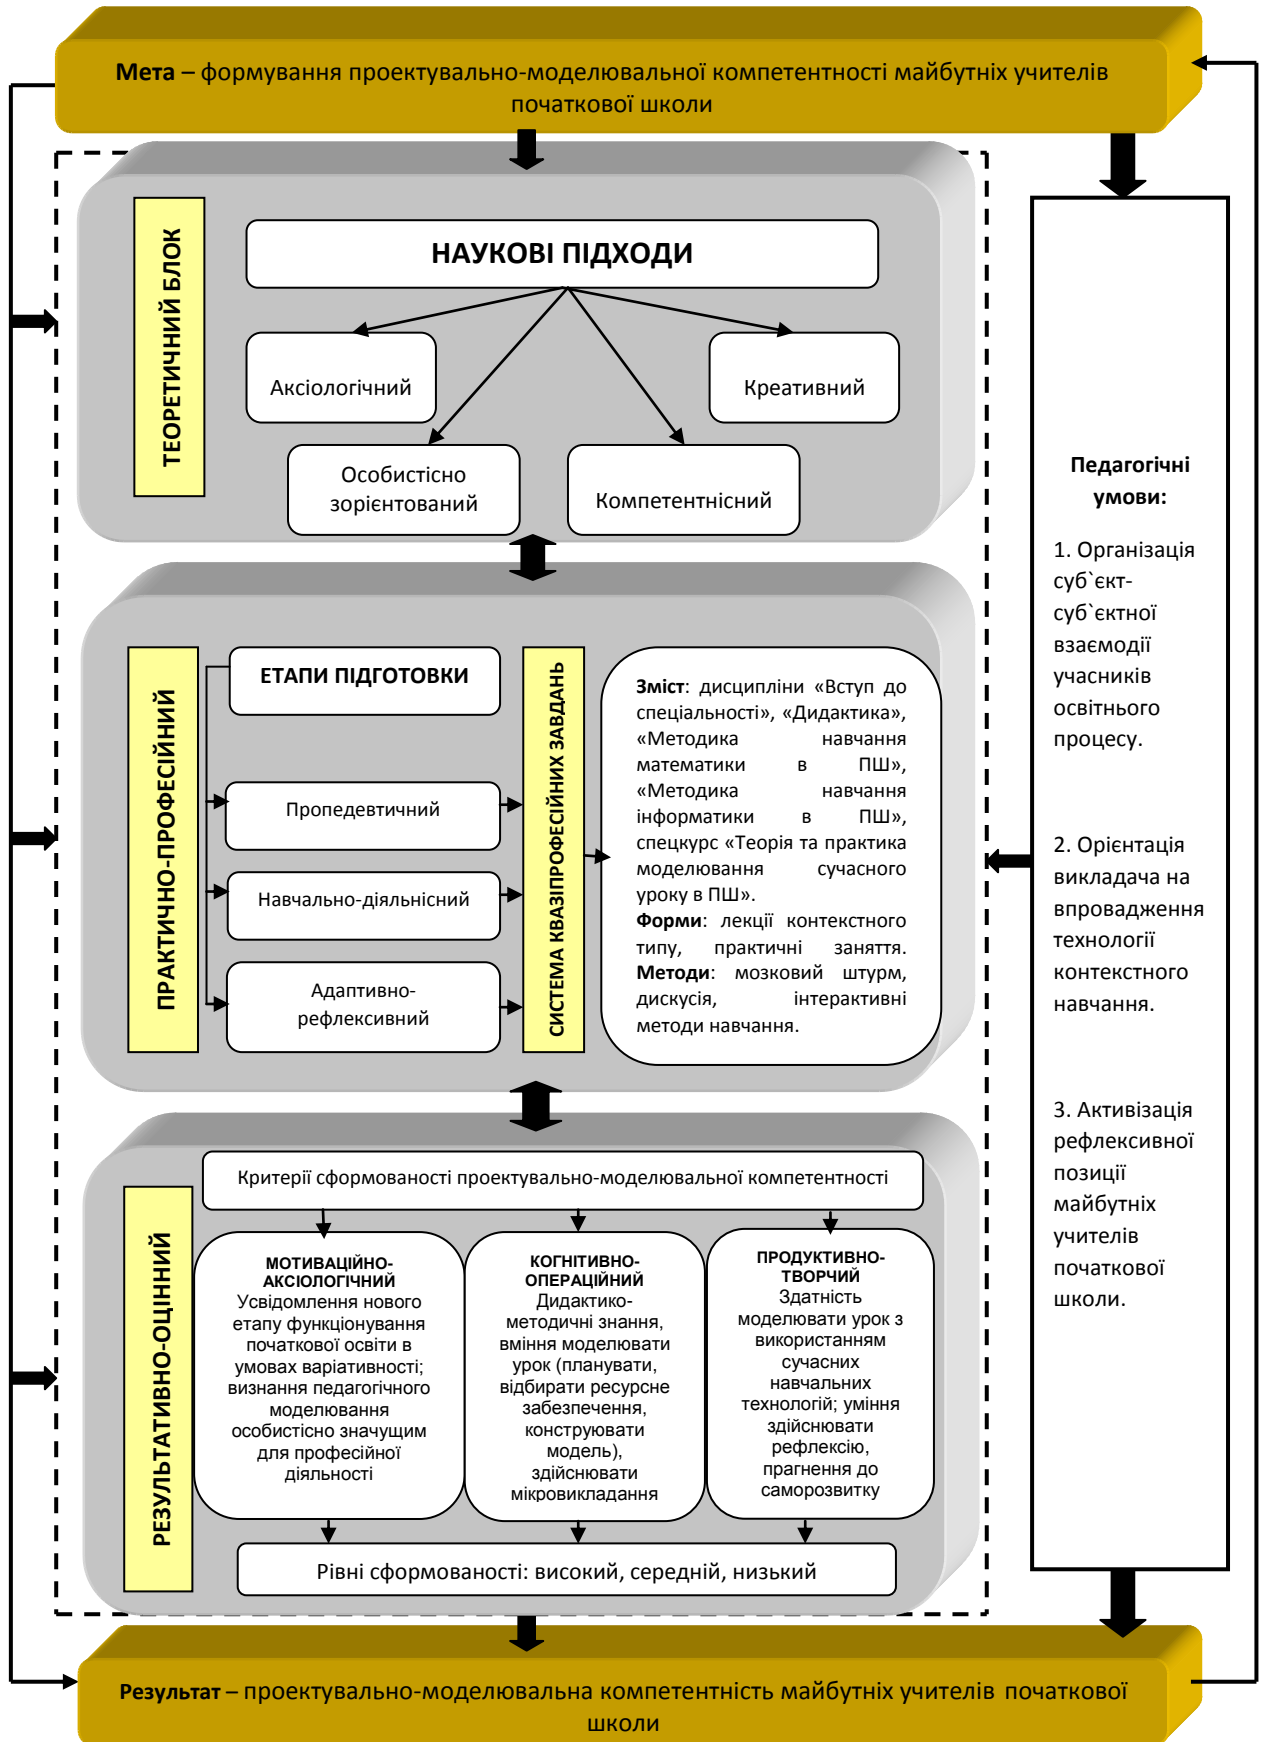 Мета – формування проектувально-моделювальної компетентності майбутніх учителів
початкової школи
ТЕОРЕТИЧНИЙ БЛОК
НАУКОВІ ПІДХОДИ
Аксіологічний
Креативний
Особистісно
зорієнтований
Компетентнісний
ПРАКТИЧНО-ПРОФЕСІЙНИЙ
ЕТАПИ ПІДГОТОВКИ
Пропедевтичний
Навчально-діяльнісний
Адаптивно-
рефлексивний
СИСТЕМА КВАЗІПРОФЕСІЙНИХ ЗАВДАНЬ
Зміст: дисципліни «Вступ до
спеціальності», «Дидактика»,
«Методика навчання
математики в ПШ»,
«Методика навчання
інформатики в ПШ»,
спецкурс «Теорія та практика
моделювання сучасного
уроку в ПШ».
Форми: лекції контекстного
типу, практичні заняття.
Методи: мозковий штурм,
дискусія, інтерактивні
методи навчання.
РЕЗУЛЬТАТИВНО-ОЦІННИЙ
Критерії сформованості проектувально-моделювальної компетентності
МОТИВАЦІЙНО-
АКСІОЛОГІЧНИЙ
Усвідомлення нового
етапу функціонування
початкової освіти в
умовах варіативності;
визнання педагогічного
моделювання
особистісно значущим
для професійної
діяльності
КОГНІТИВНО-
ОПЕРАЦІЙНИЙ
Дидактико-
методичні знання,
вміння моделювати
урок (планувати,
відбирати ресурсне
забезпечення,
конструювати
модель),
здійснювати
мікровикладання
ПРОДУКТИВНО-
ТВОРЧИЙ
Здатність
моделювати урок з
використанням
сучасних
навчальних
технологій; уміння
здійснювати
рефлексію,
прагнення до
саморозвитку
Рівні сформованості: високий, середній, низький
Педагогічні
умови:
1. Організація
суб`єкт-
суб`єктної
взаємодії
учасників
освітнього
процесу.
2. Орієнтація
викладача на
впровадження
технології
контекстного
навчання.
3. Активізація
рефлексивної
позиції
майбутніх
учителів
початкової
школи.
Результат – проектувально-моделювальна компетентність майбутніх учителів початкової
школи